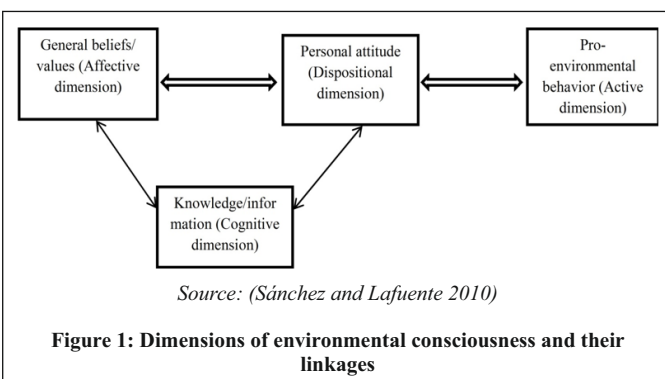 General beliefs/
values (Affective
dimension)
Personal attitude
(Dispositional
dimension)
Pro-
environmental
behavior (Active
dimension)
Knowledge/infor
mation (Cognitive
dimension)
Source: (Sánchez and Lafuente 2010)
Figure 1: Dimensions of environmental consciousness and their
linkages